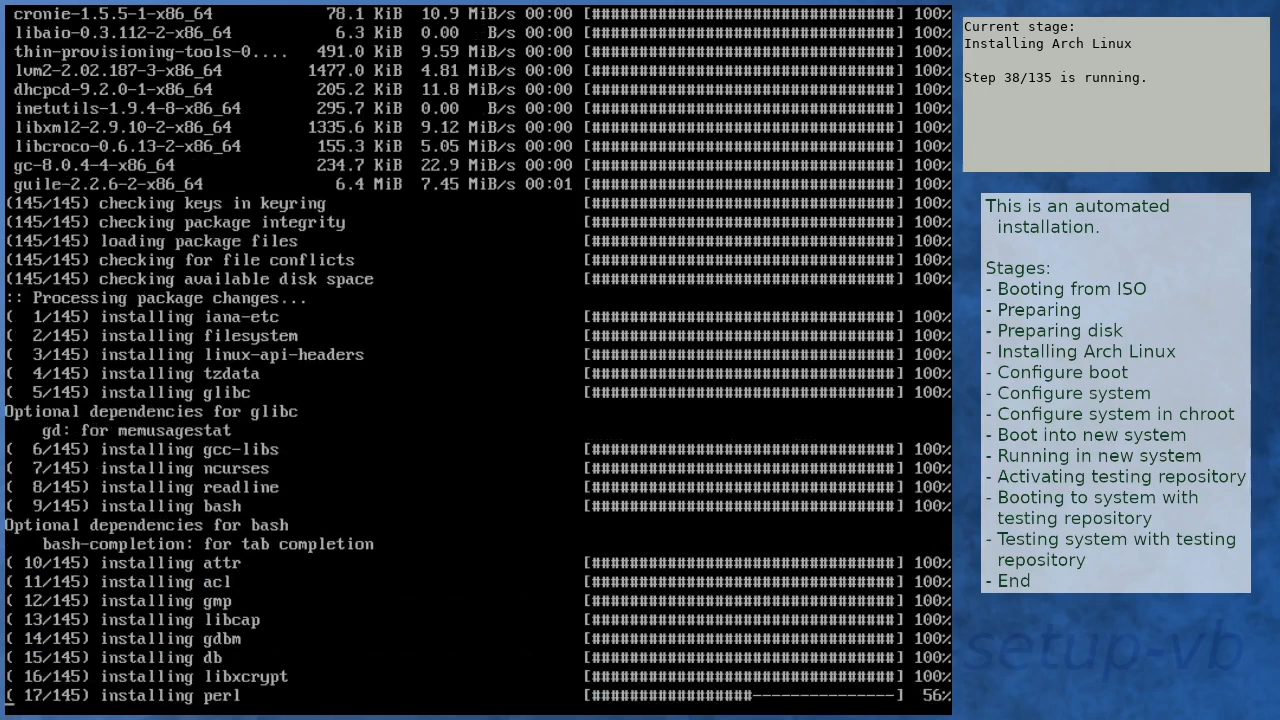 cronie-1.5.5-1-x86_64 78.1 KiB 10.9 MiB/s 00:00 [################################] 100%
libaio-0.3.112-2-x86_64 6.3 KiB 0.00 B/s 00:00 [################################] 100%
thin-provisioning-tools-0.... 491.0 KiB 9.59 MiB/s 00:00 [################################] 100%
lvm2-2.02.187-3-x86_64 1477.0 KiB 4.81 MiB/s 00:00 [################################] 100%
dhcpcd-9.2.0-1-x86_64 205.2 KiB 11.8 MiB/s 00:00 [################################] 100%
inetutils-1.9.4-8-x86_64 295.7 KiB 0.00 B/s 00:00 [################################] 100%
libxml2-2.9.10-2-x86_64 1335.6 KiB 9.12 MiB/s 00:00 [################################] 100%
libcroco-0.6.13-2-x86_64 155.3 KiB 5.05 MiB/s 00:00 [################################] 100%
gc-8.0.4-4-x86_64 234.7 KiB 22.9 MiB/s 00:00 [################################] 100%
guile-2.2.6-2-x86_64 6.4 MiB 7.45 MiB/s 00:01 [################################] 100%
(145/145) checking keys in keyring [################################] 100%
(145/145) checking package integrity [################################] 100%
(145/145) loading package files [################################] 100%
(145/145) checking for file conflicts [################################] 100%
(145/145) checking available disk space [################################] 100%
:: Processing package changes...
( 1/145) installing iana-etc [################################] 100%
( 2/145) installing filesystem [################################] 100%
( 3/145) installing linux-api-headers [################################] 100%
( 4/145) installing tzdata [################################] 100%
( 5/145) installing glibc [################################] 100%
Optional dependencies for glibc
gd: for memusagestat
( 6/145) installing gcc-libs [################################] 100%
( 7/145) installing ncurses [################################] 100%
( 8/145) installing readline [################################] 100%
( 9/145) installing bash [################################] 100%
Optional dependencies for bash
bash-completion: for tab completion
( 10/145) installing attr [################################] 100%
( 11/145) installing acl [################################] 100%
( 12/145) installing gmp [################################] 100%
( 13/145) installing libcap [################################] 100%
( 14/145) installing gdbm [################################] 100%
( 15/145) installing db [################################] 100%
( 16/145) installing libxcrypt [################################] 100%
( 17/145) installing perl [#################---------------] 56%
Current stage:
Installing Arch Linux
Step 38/135 is running.
This is an automated
installation.
Stages:
- Booting from ISO
- Preparing
- Preparing disk
- Installing Arch Linux
- Configure boot
- Configure system
- Configure system in chroot
- Boot into new system
- Running in new system
- Activating testing repository
- Booting to system with
testing repository
- Testing system with testing
repository
- End
setup-vb